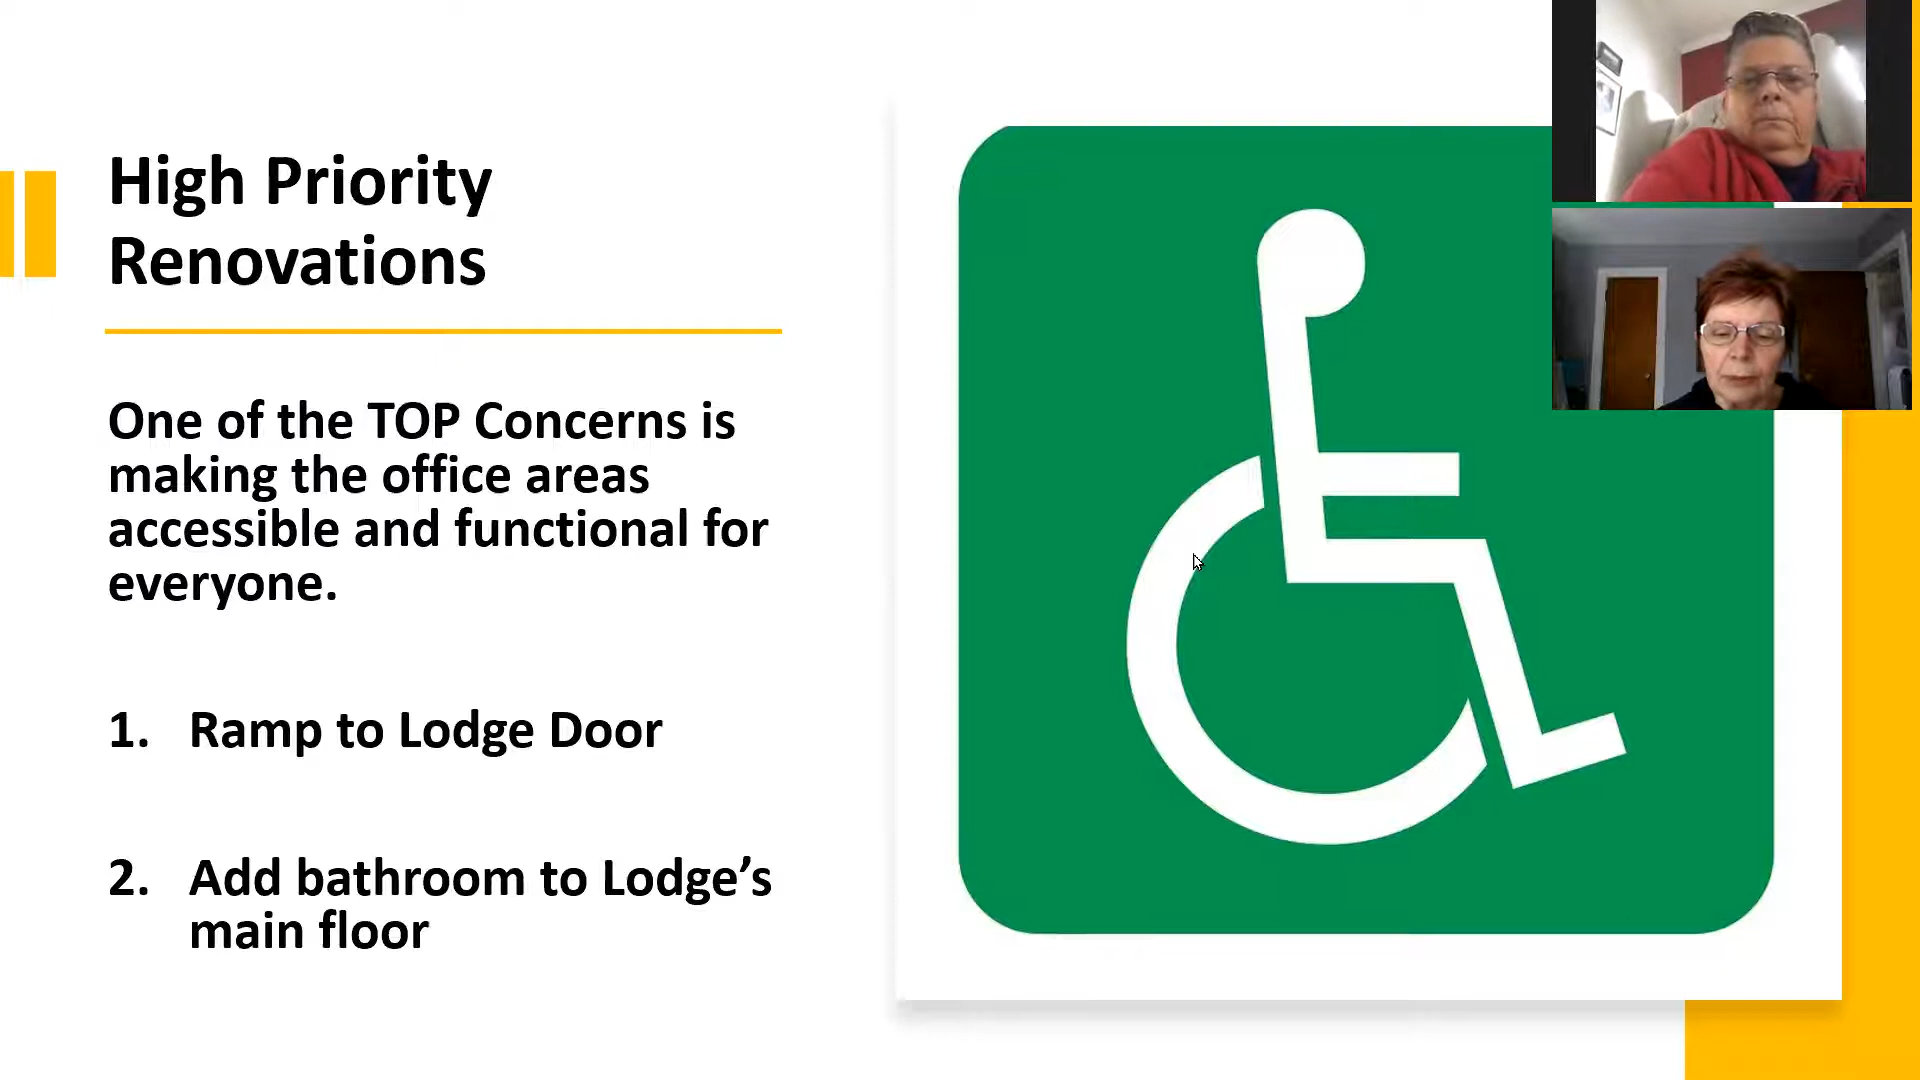 High Priority
Renovations
One of the TOP Concerns is
making the office areas
accessible and functional for
everyone.
1. Ramp to Lodge Door
2. Add bathroom to Lodge’s
main floor